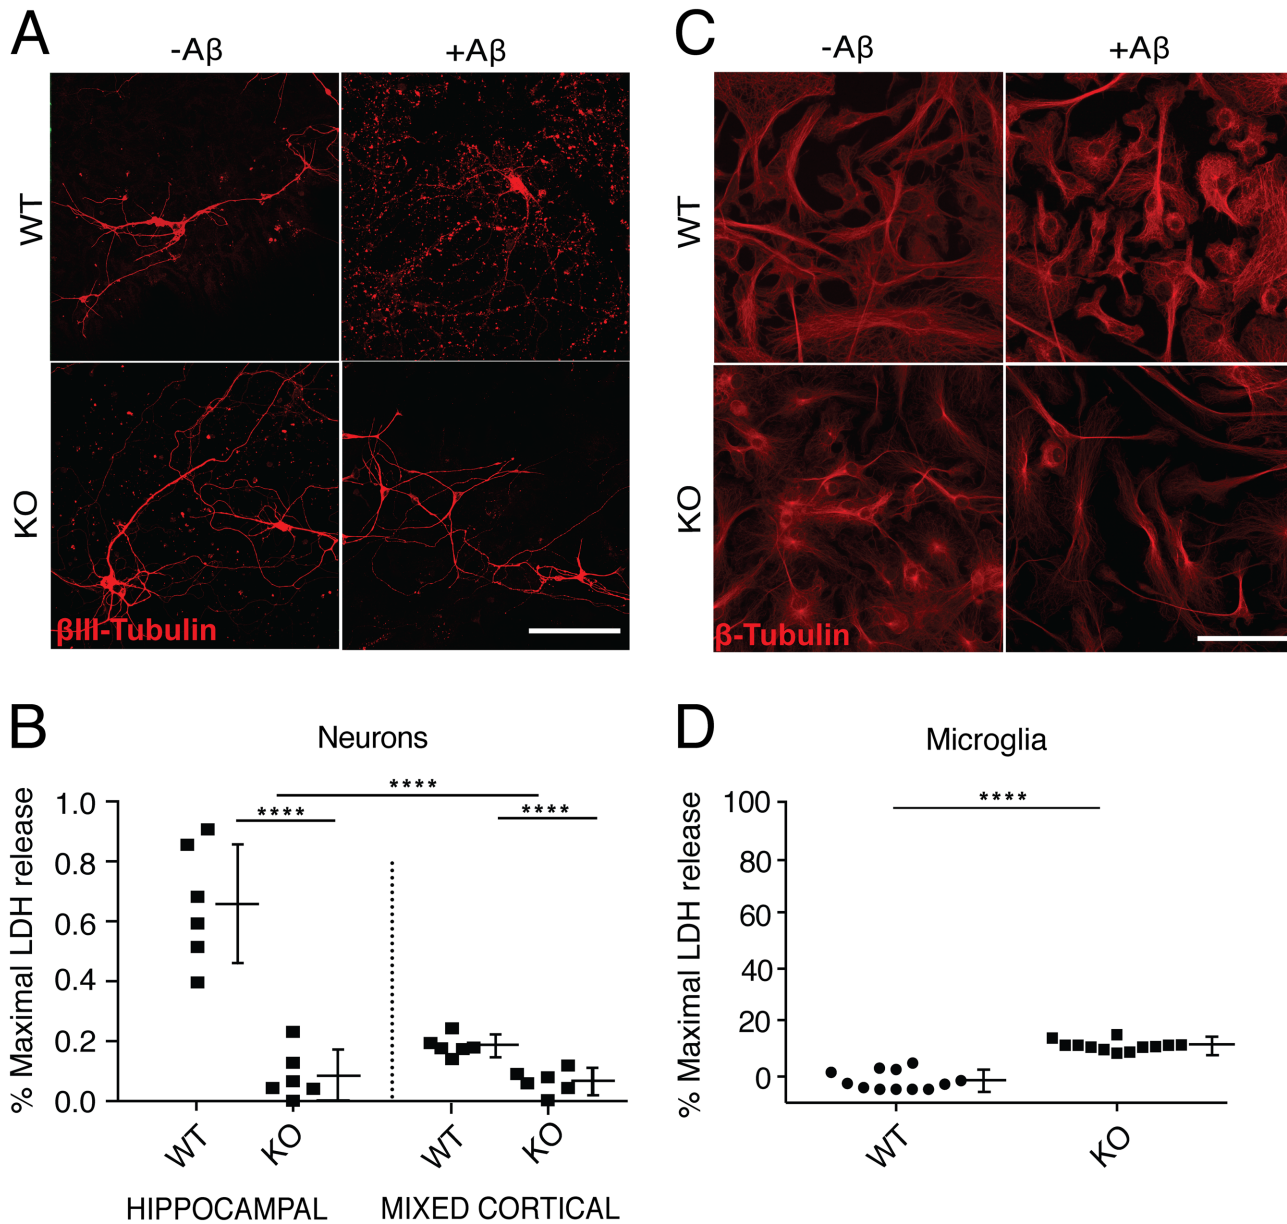 A
-Aβ
+Aβ
WT
KO
βIII-Tubulin
C
-Aβ
+Aβ
WT
KO
β-Tubulin
B
Neurons
% Maximal LDH release
1.0
0.8
0.6
0.4
0.2
0.0
****
****
****
WT
KO
WT
KO
HIPPOCAMPAL
MIXED CORTICAL
D
Microglia
% Maximal LDH release
100
80
60
40
20
0
****
WT
KO